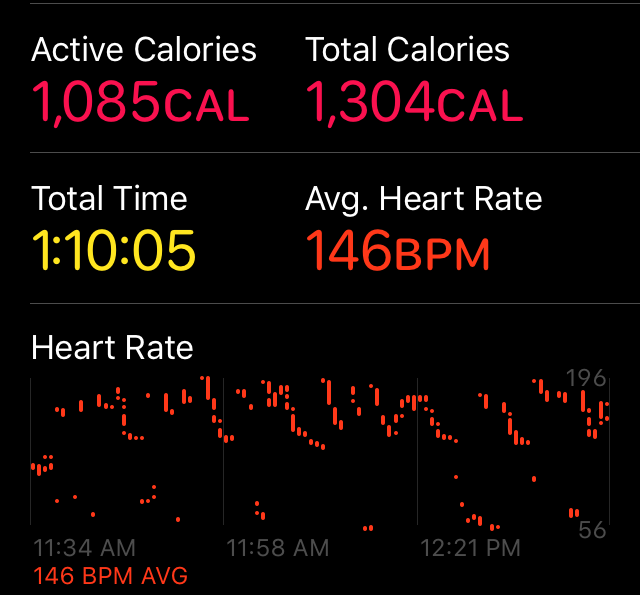 Active Calories Total Calories
1,085CAL 1,304CAL
Total Time Avg. Heart Rate
1:10:05 146BPM
Heart Rate
196
56
11:34 AM 11:58 AM 12:21 PM
146 BPM AVG